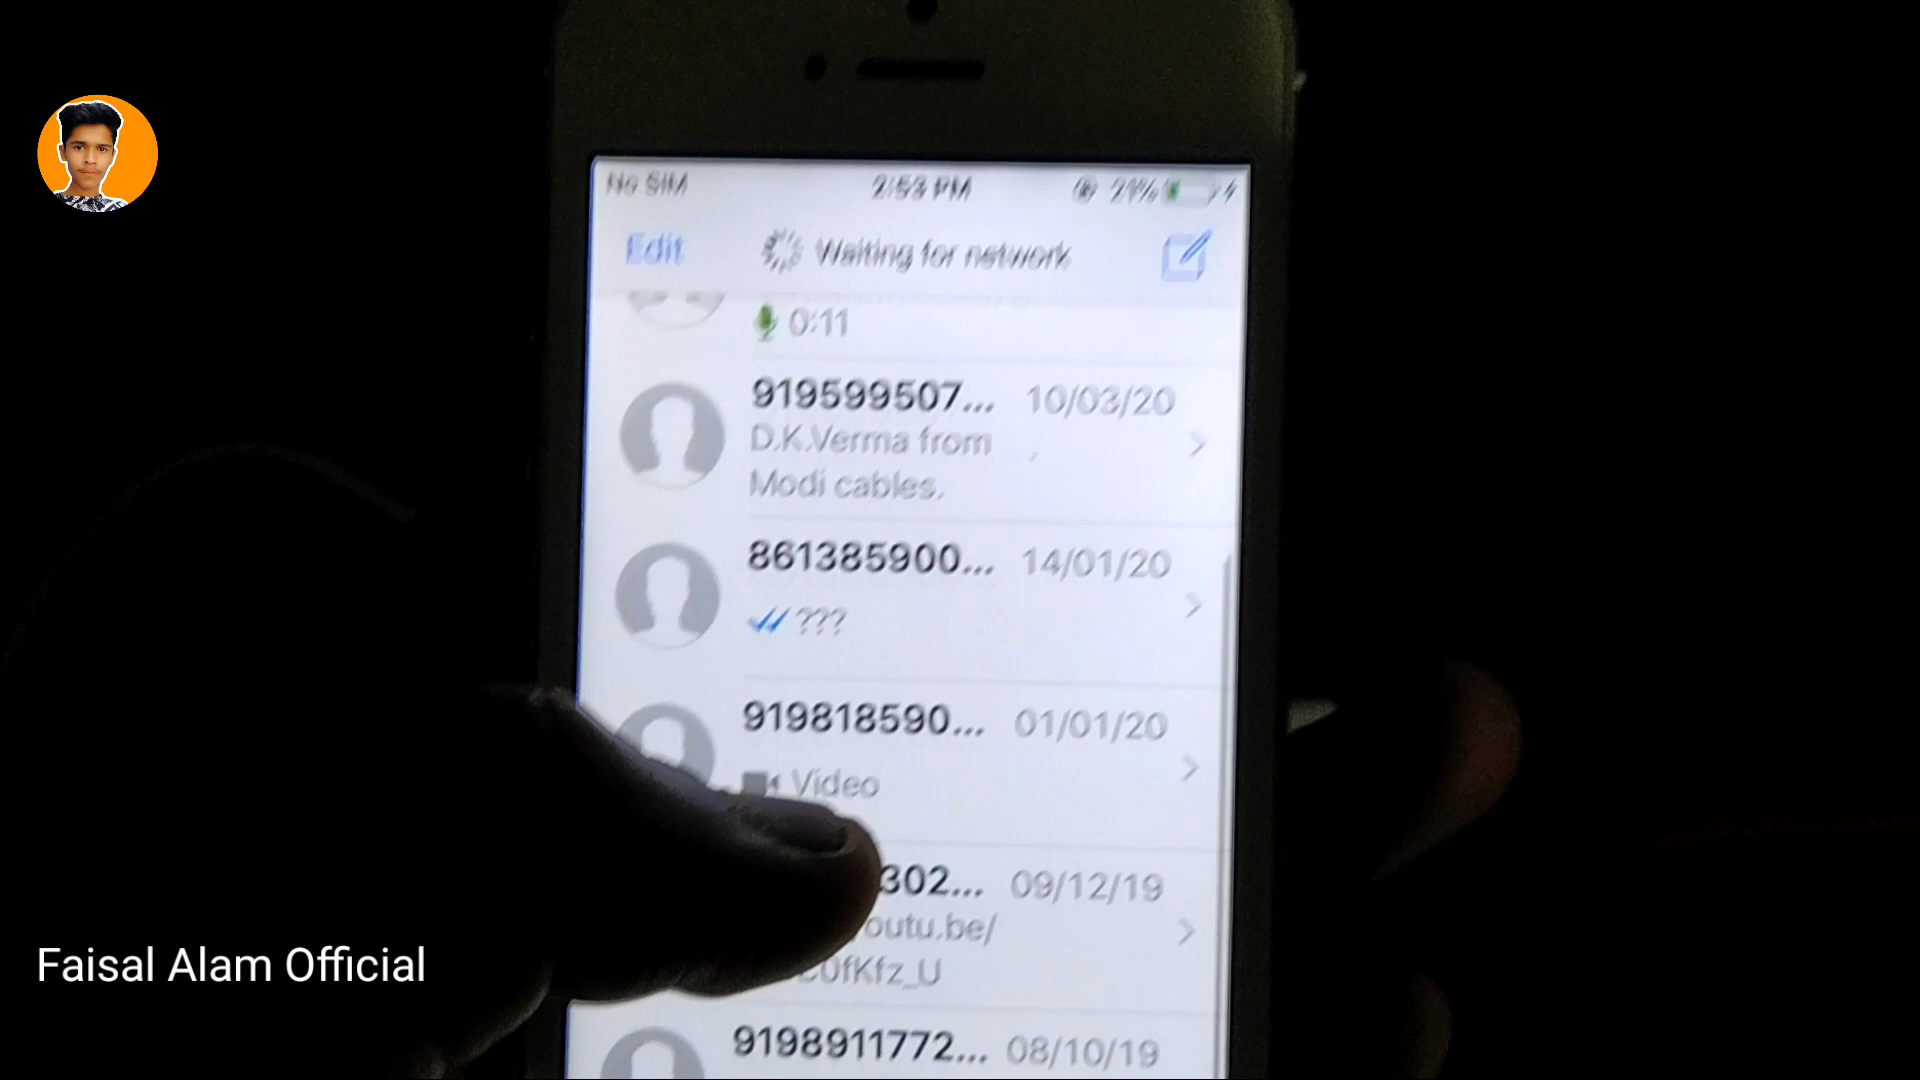 No SIM 2:53 PM 21%
Edit Waiting for network
0:11
919599507... 10/03/20
D.K.Verma from
Modi cables.
861385900... 14/01/20
???
919818590... 01/01/20
Video
302... 09/12/19
outu.be/
fKfz_U
9198911772... 08/10/19
Faisal Alam Official